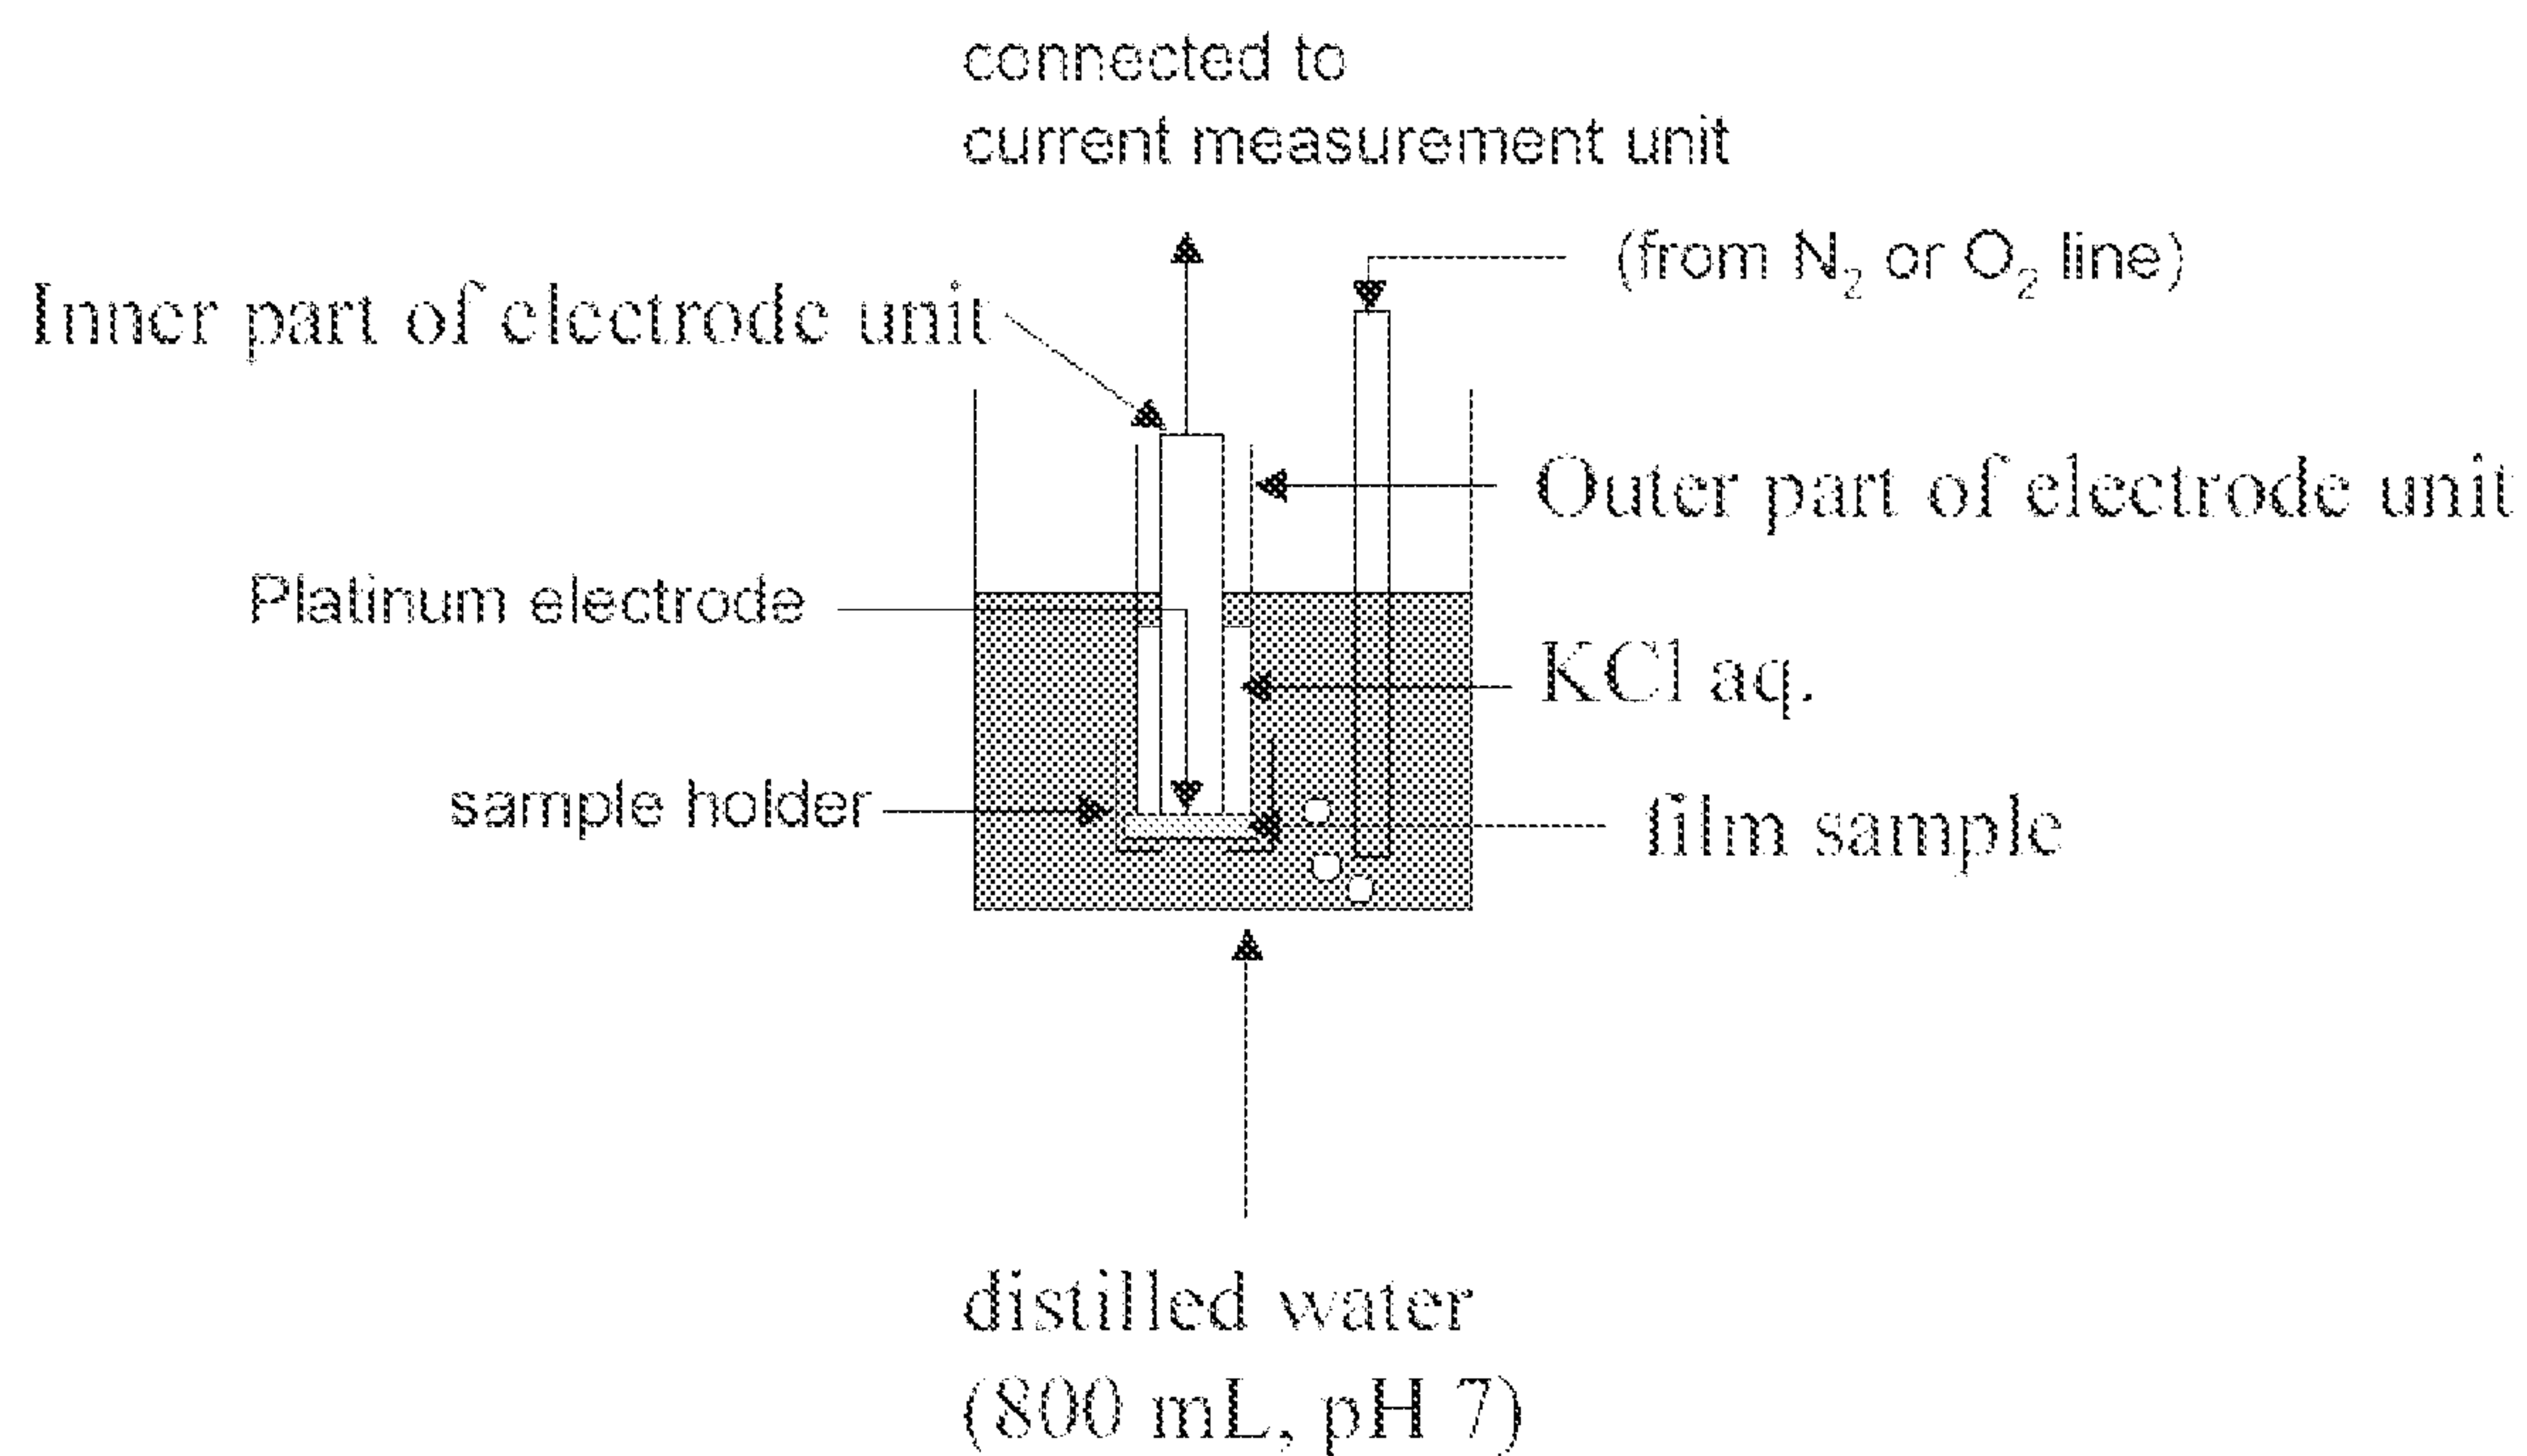 connected to
current measurement unit
(from N₂ or O₂ line)
Inner part of electrode unit
Outer part of electrode unit
Platinum electrode
KCl aq.
sample holder
film sample
distilled water
(800 mL, pH 7)